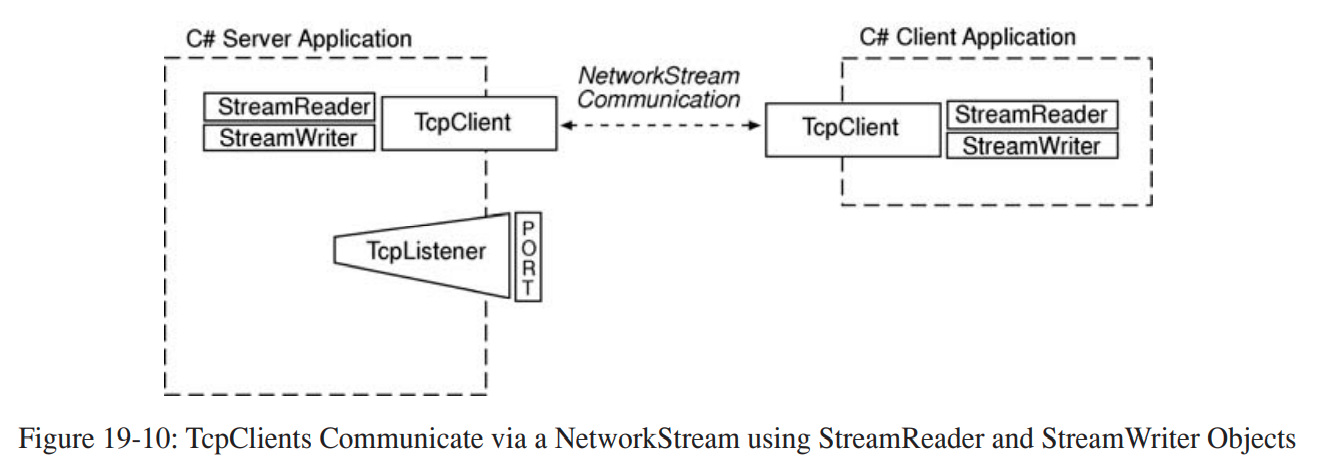 C# Server Application
C# Client Application
NetworkStream
Communication
StreamReader
StreamWriter
TcpClient
TcpClient
StreamReader
StreamWriter
TcpListener
PORT
Figure 19-10: TcpClients Communicate via a NetworkStream using StreamReader and StreamWriter Objects